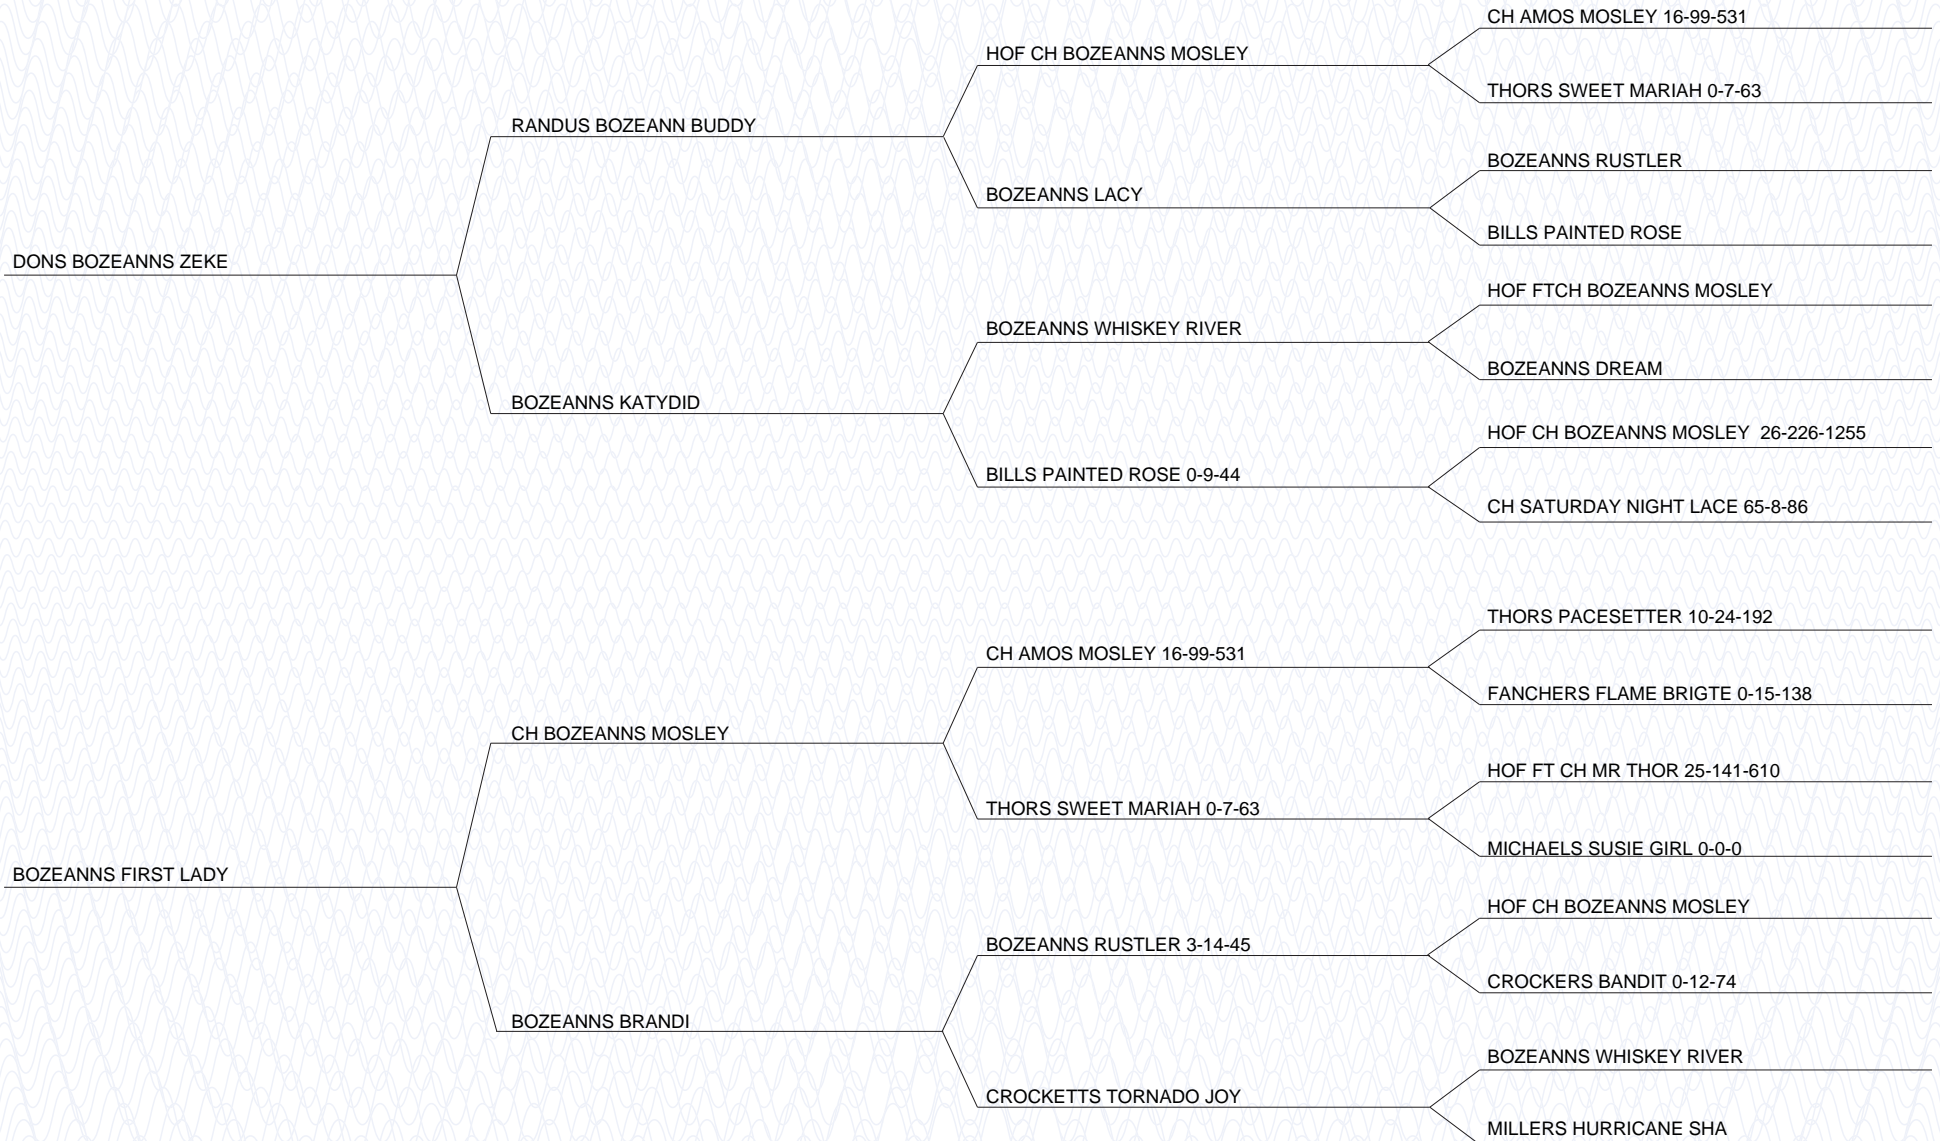 CH AMOS MOSLEY 16-99-531
HOF CH BOZEANNS MOSLEY
THORS SWEET MARIAH 0-7-63
RANDUS BOZEANN BUDDY
BOZEANNS RUSTLER
BOZEANNS LACY
BILLS PAINTED ROSE
DONS BOZEANNS ZEKE
HOF FTCH BOZEANNS MOSLEY
BOZEANNS WHISKEY RIVER
BOZEANNS DREAM
BOZEANNS KATYDID
HOF CH BOZEANNS MOSLEY  26-226-1255
BILLS PAINTED ROSE 0-9-44
CH SATURDAY NIGHT LACE 65-8-86
THORS PACESETTER 10-24-192
CH AMOS MOSLEY 16-99-531
FANCHERS FLAME BRIGTE 0-15-138
CH BOZEANNS MOSLEY
HOF FT CH MR THOR 25-141-610
THORS SWEET MARIAH 0-7-63
MICHAELS SUSIE GIRL 0-0-0
BOZEANNS FIRST LADY
HOF CH BOZEANNS MOSLEY
BOZEANNS RUSTLER 3-14-45
CROCKERS BANDIT 0-12-74
BOZEANNS BRANDI
BOZEANNS WHISKEY RIVER
CROCKETTS TORNADO JOY
MILLERS HURRICANE SHA